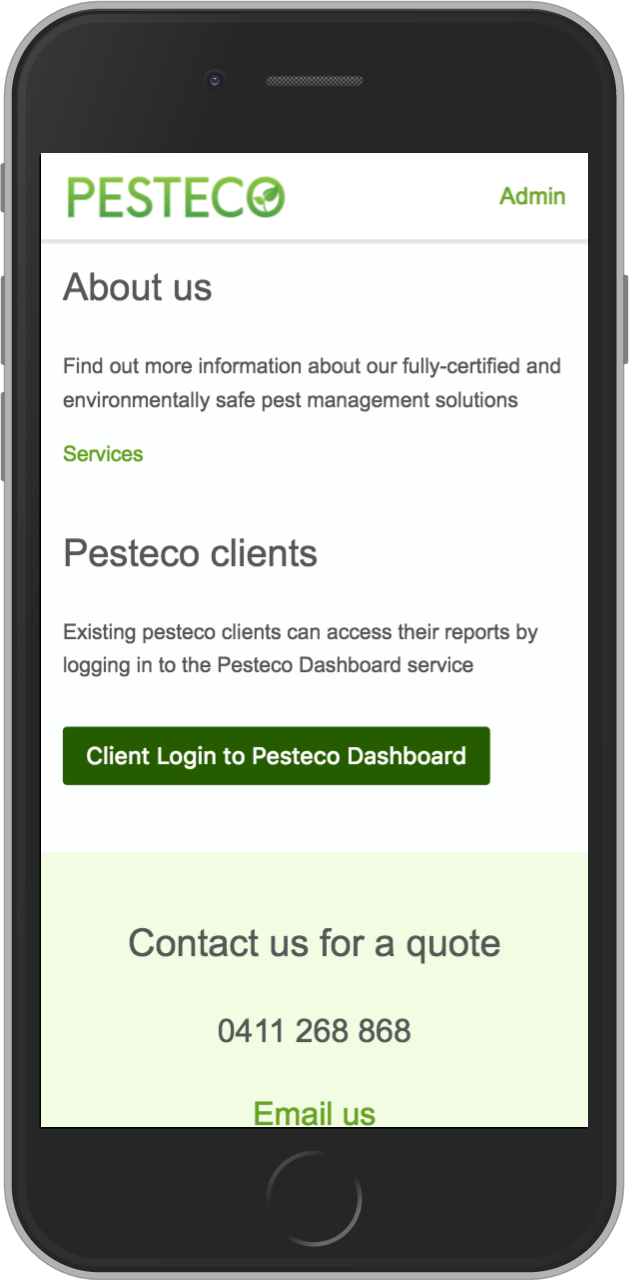 PESTECO
Admin
About us
Find out more information about our fully-certified and
environmentally safe pest management solutions
Services
Pesteco clients
Existing pesteco clients can access their reports by
logging in to the Pesteco Dashboard service
Client Login to Pesteco Dashboard
Contact us for a quote
0411 268 868
Email us